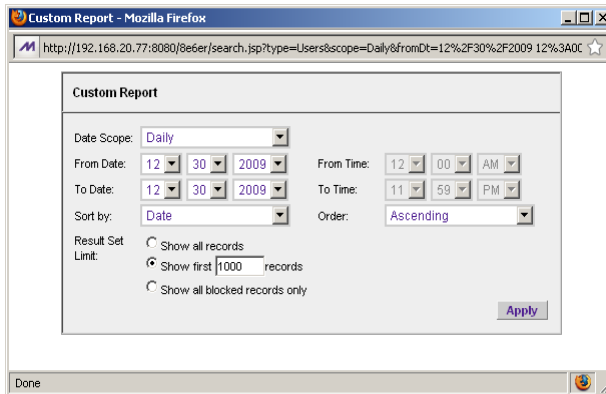 Custom Report - Mozilla Firefox
http://192.168.20.77:8080/8e6er/search.jsp?type=Users&scope=Daily&fromDt=12%2F30%2F2009 12%3A0
Custom Report
Date Scope: Daily
From Date: 12 30 2009 From Time: 12 00 AM
To Date: 12 30 2009 To Time: 11 59 PM
Sort by: Date Order: Ascending
Result Set Limit:
Show all records
Show first 1000 records
Show all blocked records only
Apply
Done